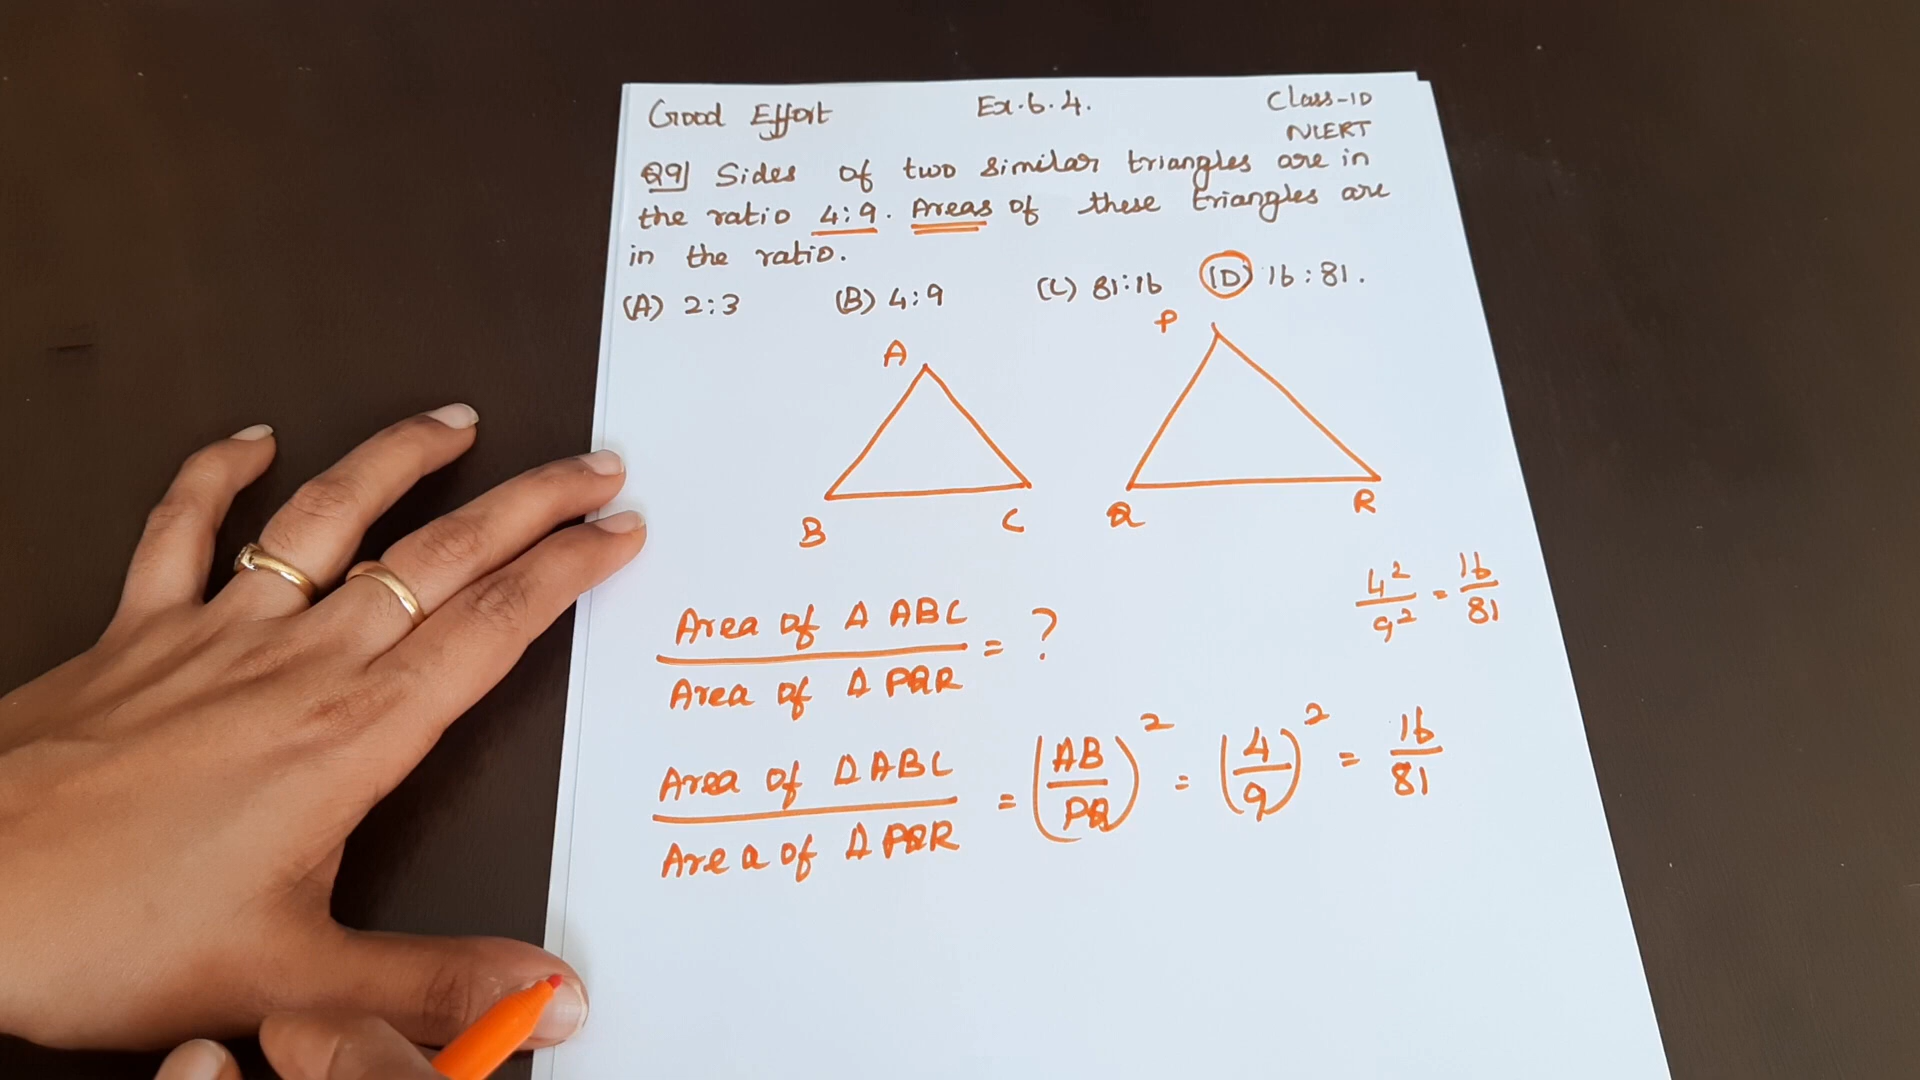 Good Effort Ex.6.4. Class-10
NCERT
Q9) Sides of two similar triangles are in
the ratio 4:9. Areas of these triangles are
in the ratio.
(A) 2:3 (B) 4:9 (C) 81:16 (D) 16:81.
A P
B C Q R
4²/9² = 16/81
Area of Δ ABC / Area of Δ PQR = ?
Area of Δ ABC / Area of Δ PQR = (AB/PQ)² = (4/9)² = 16/81